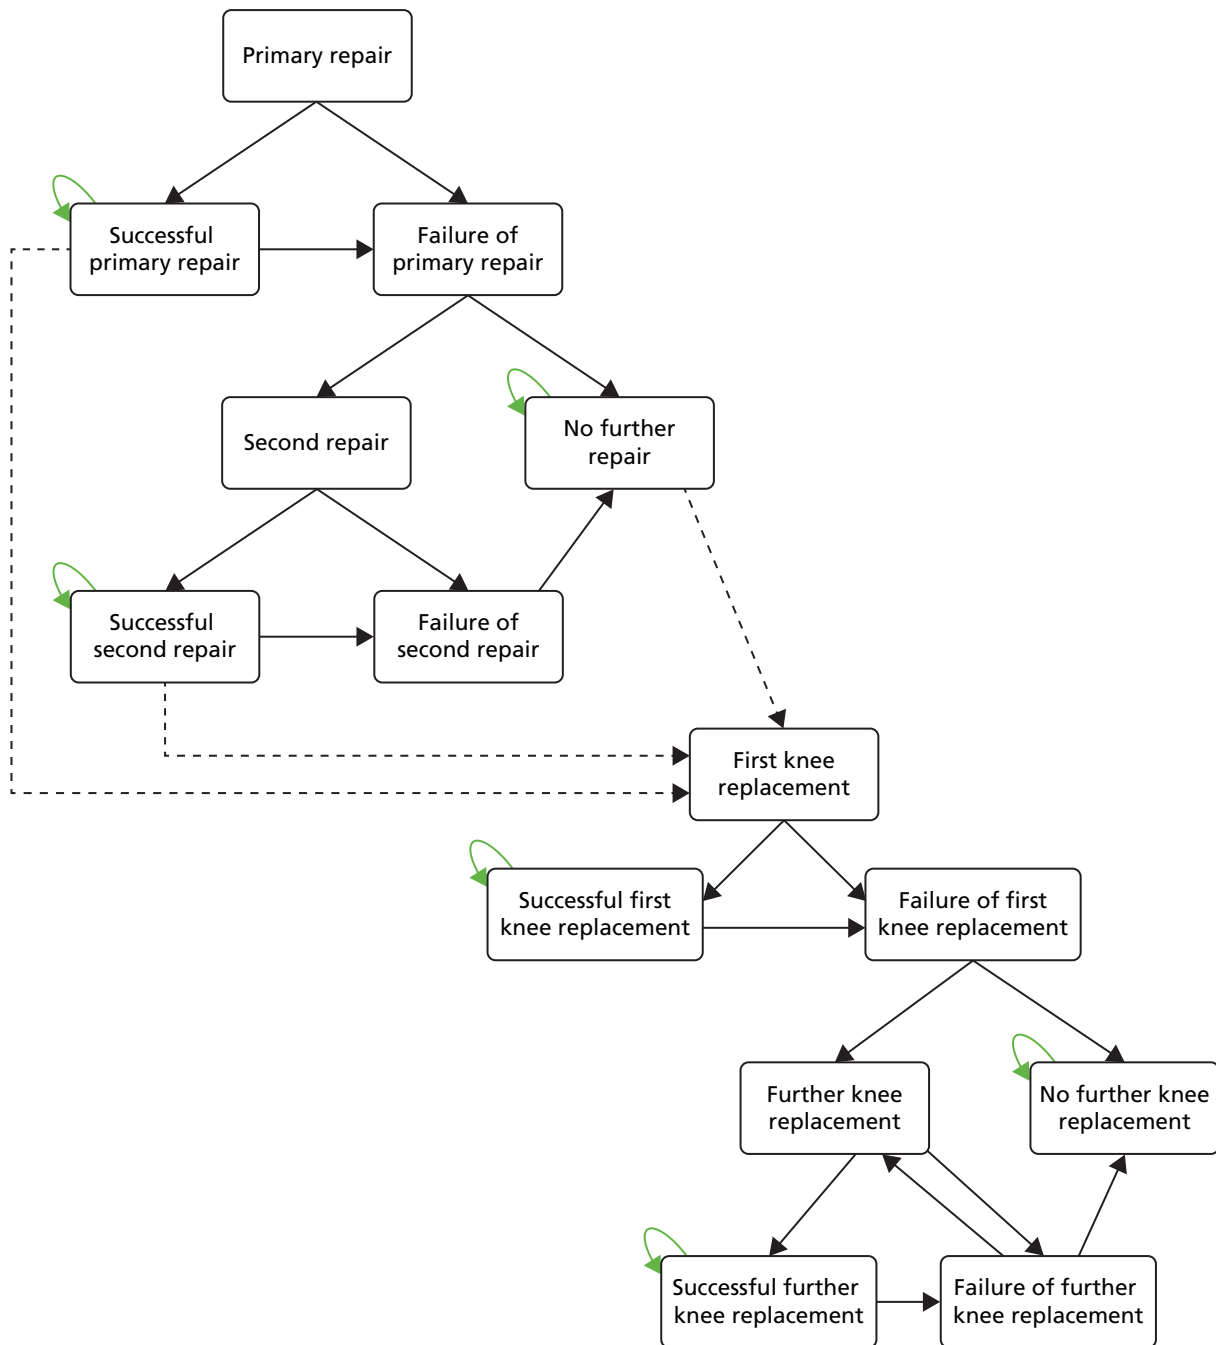 Primary repair
Successful
primary repair
Failure of
primary repair
Second repair
No further
repair
Successful
second repair
Failure of
second repair
First knee
replacement
Successful first
knee replacement
Failure of first
knee replacement
Further knee
replacement
No further knee
replacement
Successful further
knee replacement
Failure of further
knee replacement